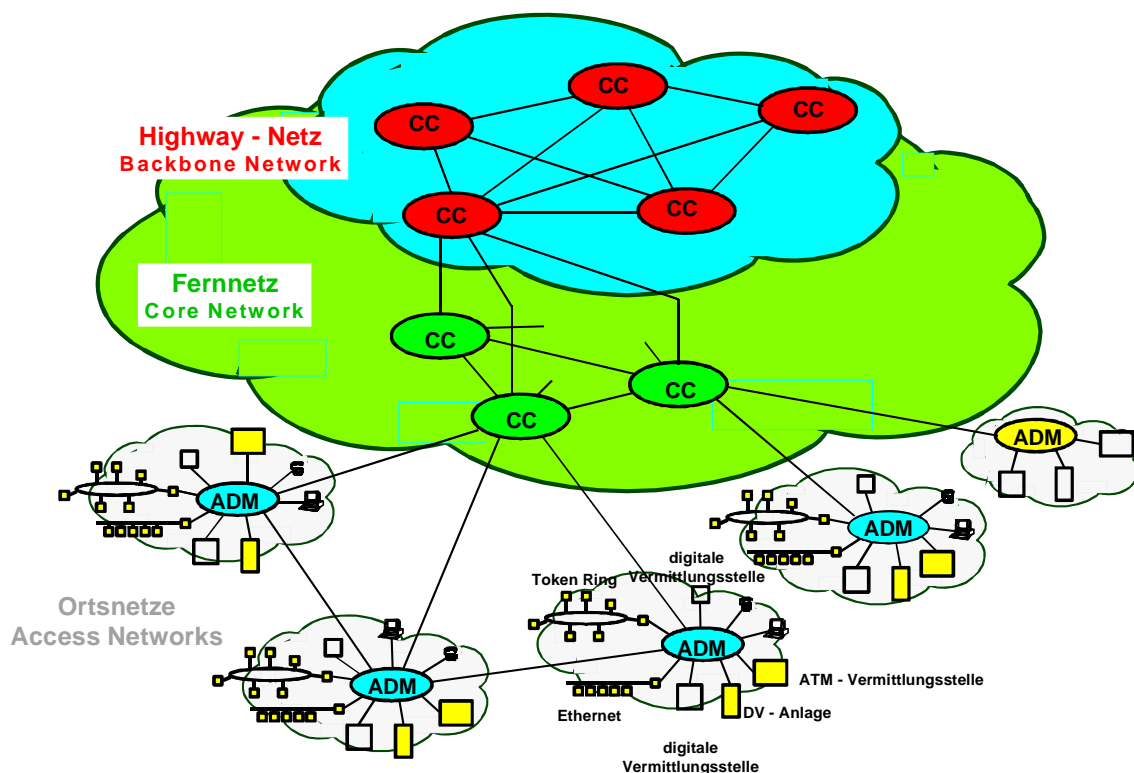 CC
CC
CC
Highway - Netz
Backbone Network
CC
CC
Fernnetz
Core Network
CC
CC
CC
ADM
ADM
ADM
digitale
Vermittlungsstelle
Token Ring
Ortsnetze
Access Networks
ADM
ADM
ATM - Vermittlungsstelle
Ethernet
DV - Anlage
digitale
Vermittlungsstelle